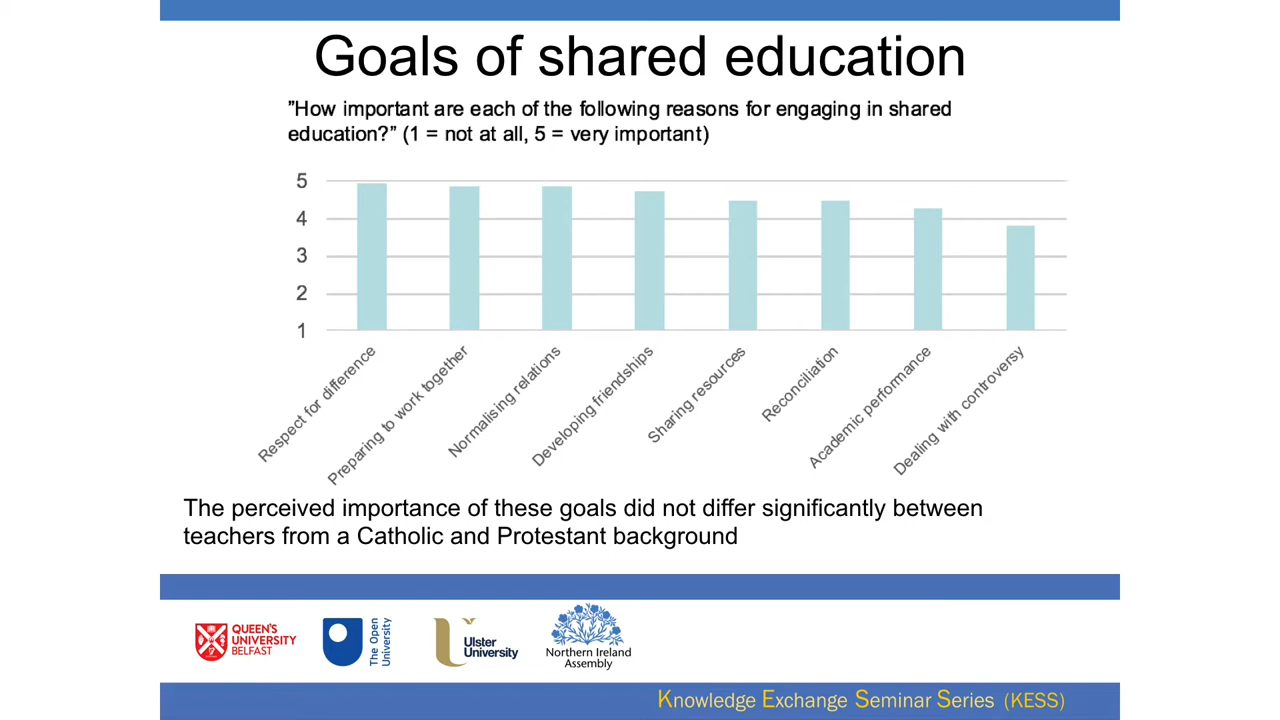 Goals of shared education
”How important are each of the following reasons for engaging in shared
education?” (1 = not at all, 5 = very important)
5
4
3
2
1
Respect for difference
Preparing to work together
Normalising relations
Developing friendships
Sharing resources
Reconciliation
Academic performance
Dealing with controversy
The perceived importance of these goals did not differ significantly between
teachers from a Catholic and Protestant background
QUEEN'S
UNIVERSITY
BELFAST
The Open
University
Ulster
University
Northern Ireland
Assembly
Knowledge Exchange Seminar Series (KESS)